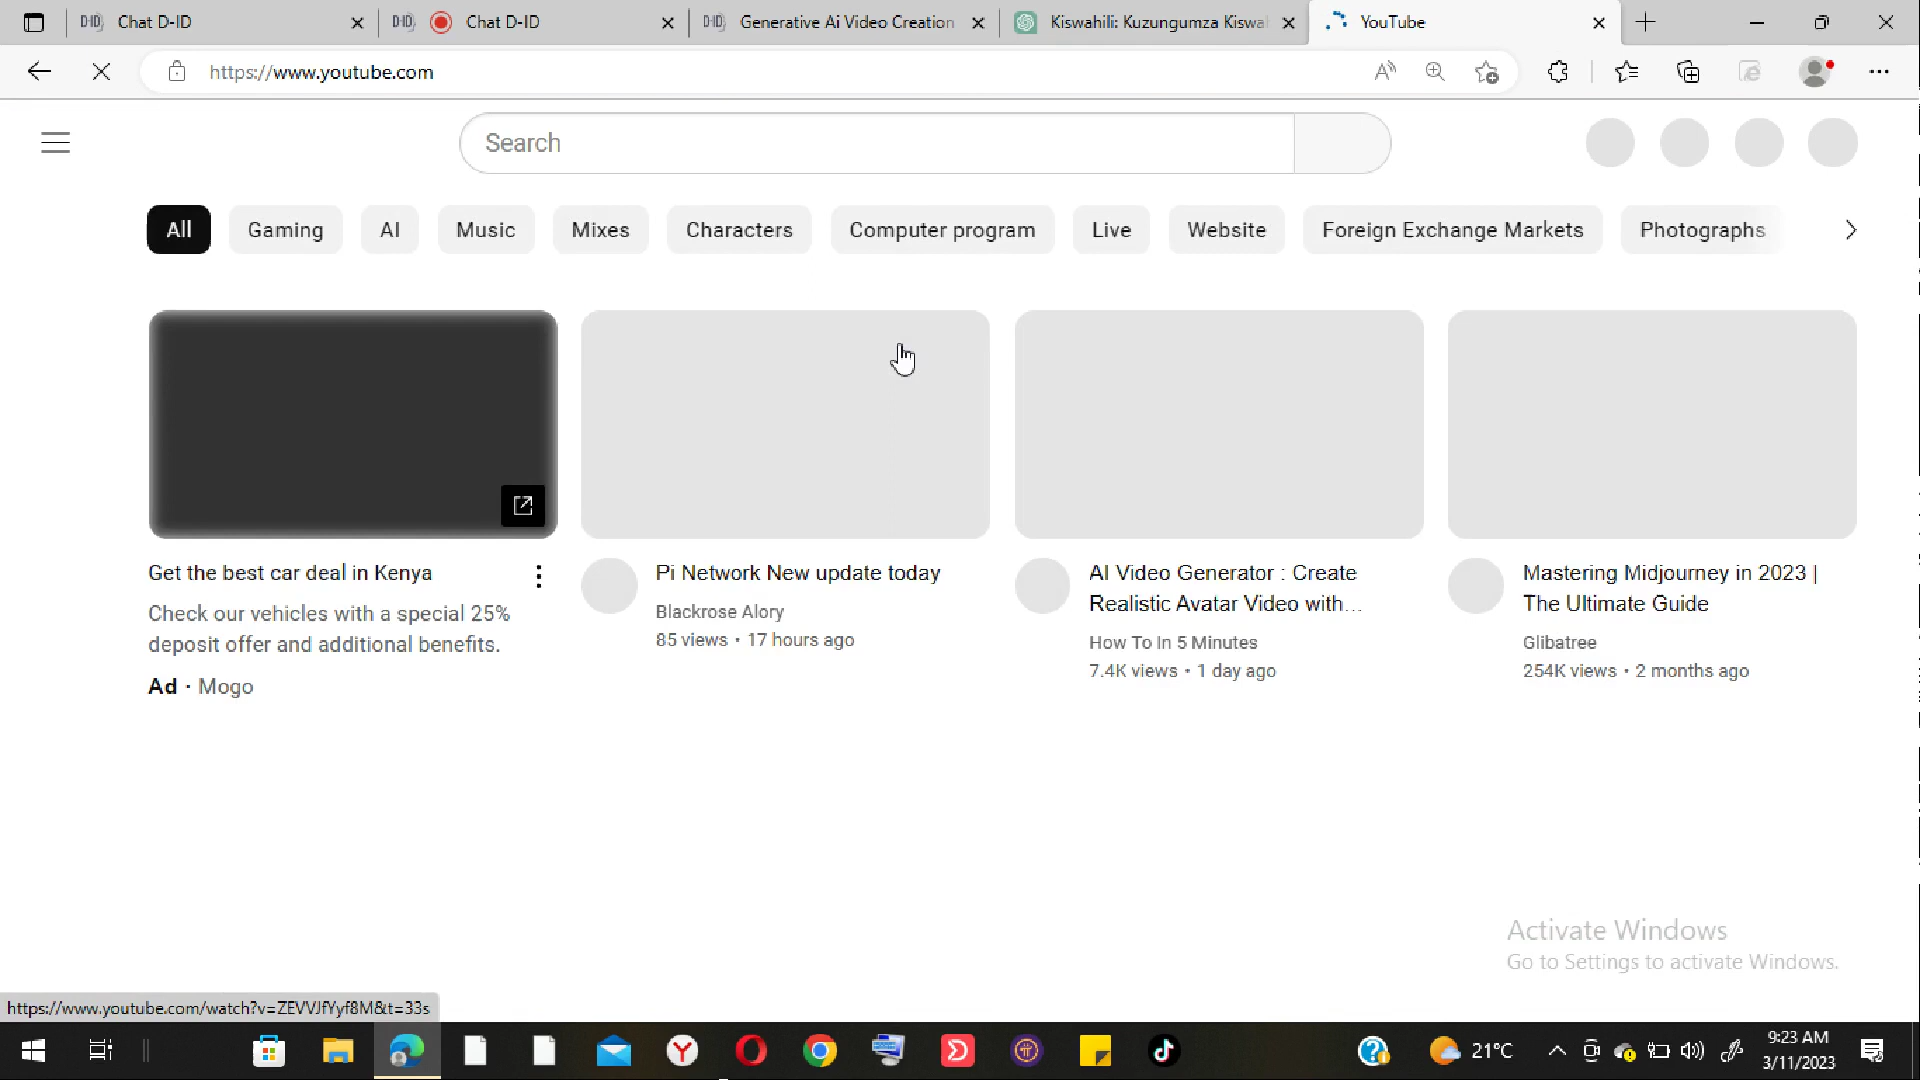 Chat D-ID
Chat D-ID
Generative Ai Video Creation
Kiswahili: Kuzungumza Kiswa
YouTube
https://www.youtube.com
Search
All
Gaming
AI
Music
Mixes
Characters
Computer program
Live
Website
Foreign Exchange Markets
Photographs
Get the best car deal in Kenya
Check our vehicles with a special 25%
deposit offer and additional benefits.
Ad · Mogo
Pi Network New update today
Blackrose Alory
85 views • 17 hours ago
AI Video Generator : Create
Realistic Avatar Video with...
How To In 5 Minutes
7.4K views • 1 day ago
Mastering Midjourney in 2023 |
The Ultimate Guide
Glibatree
254K views • 2 months ago
Activate Windows
Go to Settings to activate Windows.
https://www.youtube.com/watch?v=ZEVVJfYyf8M&t=33s
21°C
9:23 AM
3/11/2023